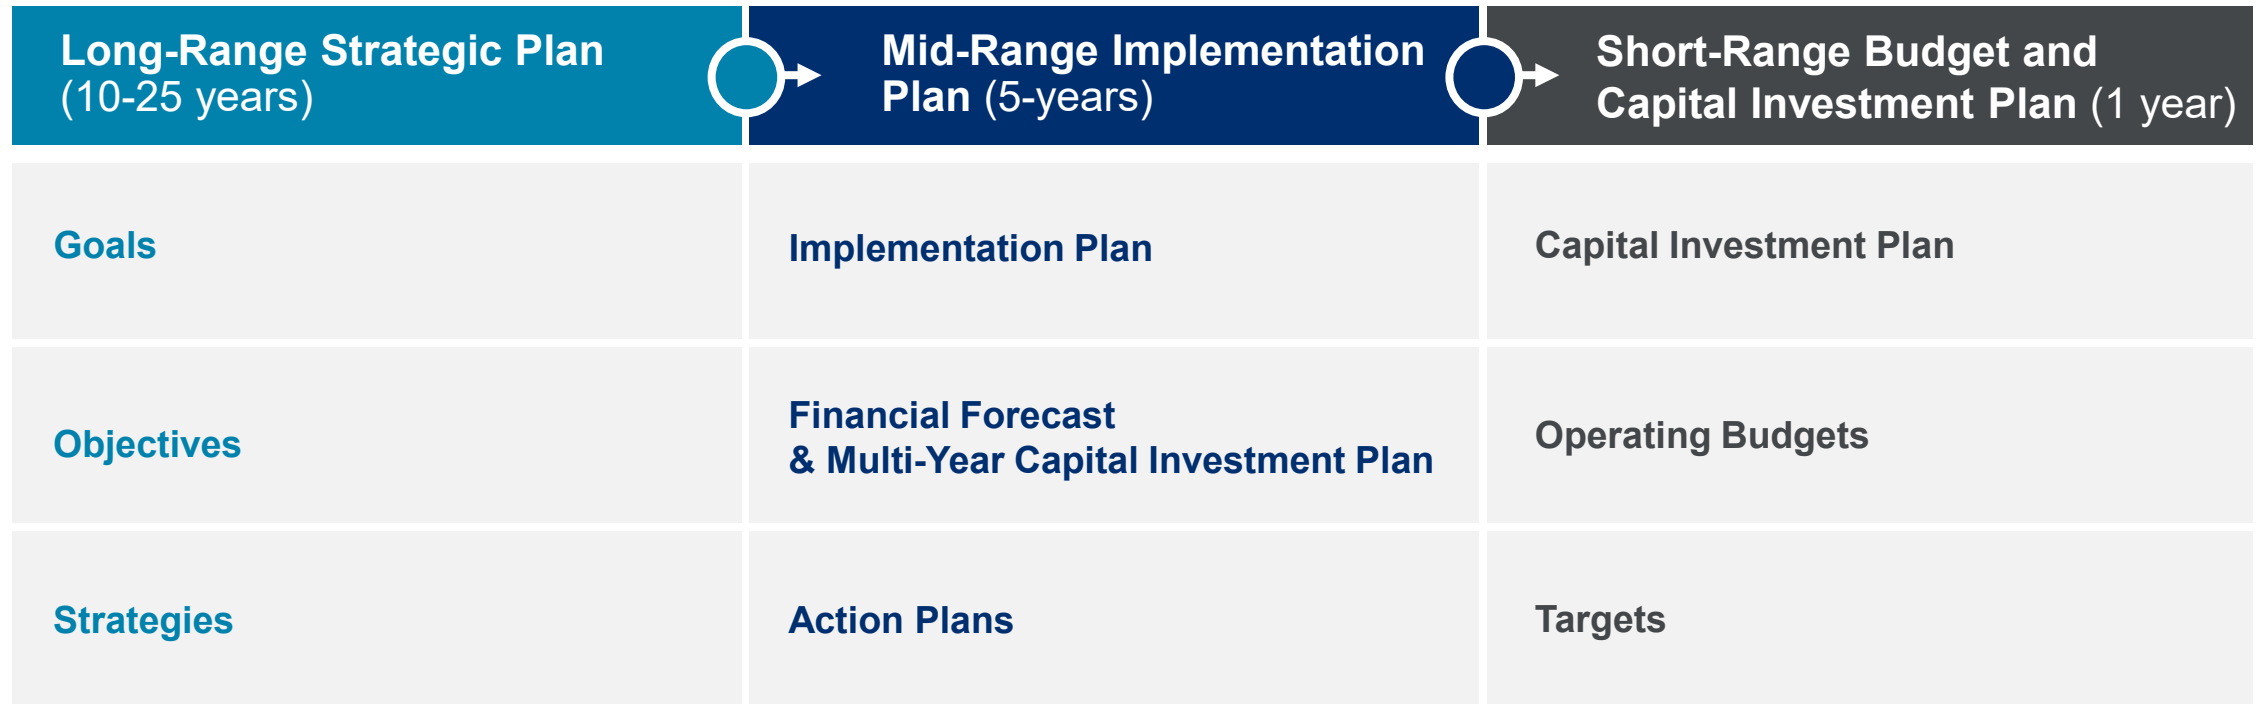 Long-Range Strategic Plan
(10-25 years)
Mid-Range Implementation
Plan (5-years)
Short-Range Budget and
Capital Investment Plan (1 year)
Goals
Implementation Plan
Capital Investment Plan
Objectives
Financial Forecast
& Multi-Year Capital Investment Plan
Operating Budgets
Strategies
Action Plans
Targets